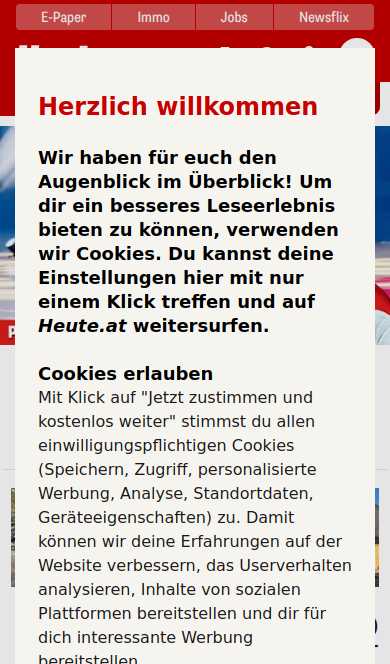 E-Paper
Immo
Jobs
Newsflix
Herzlich willkommen
Wir haben für euch den
Augenblick im Überblick! Um
dir ein besseres Leseerlebnis
bieten zu können, verwenden
wir Cookies. Du kannst deine
Einstellungen hier mit nur
einem Klick treffen und auf
Heute.at weitersurfen.
Cookies erlauben
Mit Klick auf "Jetzt zustimmen und
kostenlos weiter" stimmst du allen
einwilligungspflichtigen Cookies
(Speichern, Zugriff, personalisierte
Werbung, Analyse, Standortdaten,
Geräteeigenschaften) zu. Damit
können wir deine Erfahrungen auf der
Website verbessern, das Userverhalten
analysieren, Inhalte von sozialen
Plattformen bereitstellen und dir für
dich interessante Werbung
bereitstellen